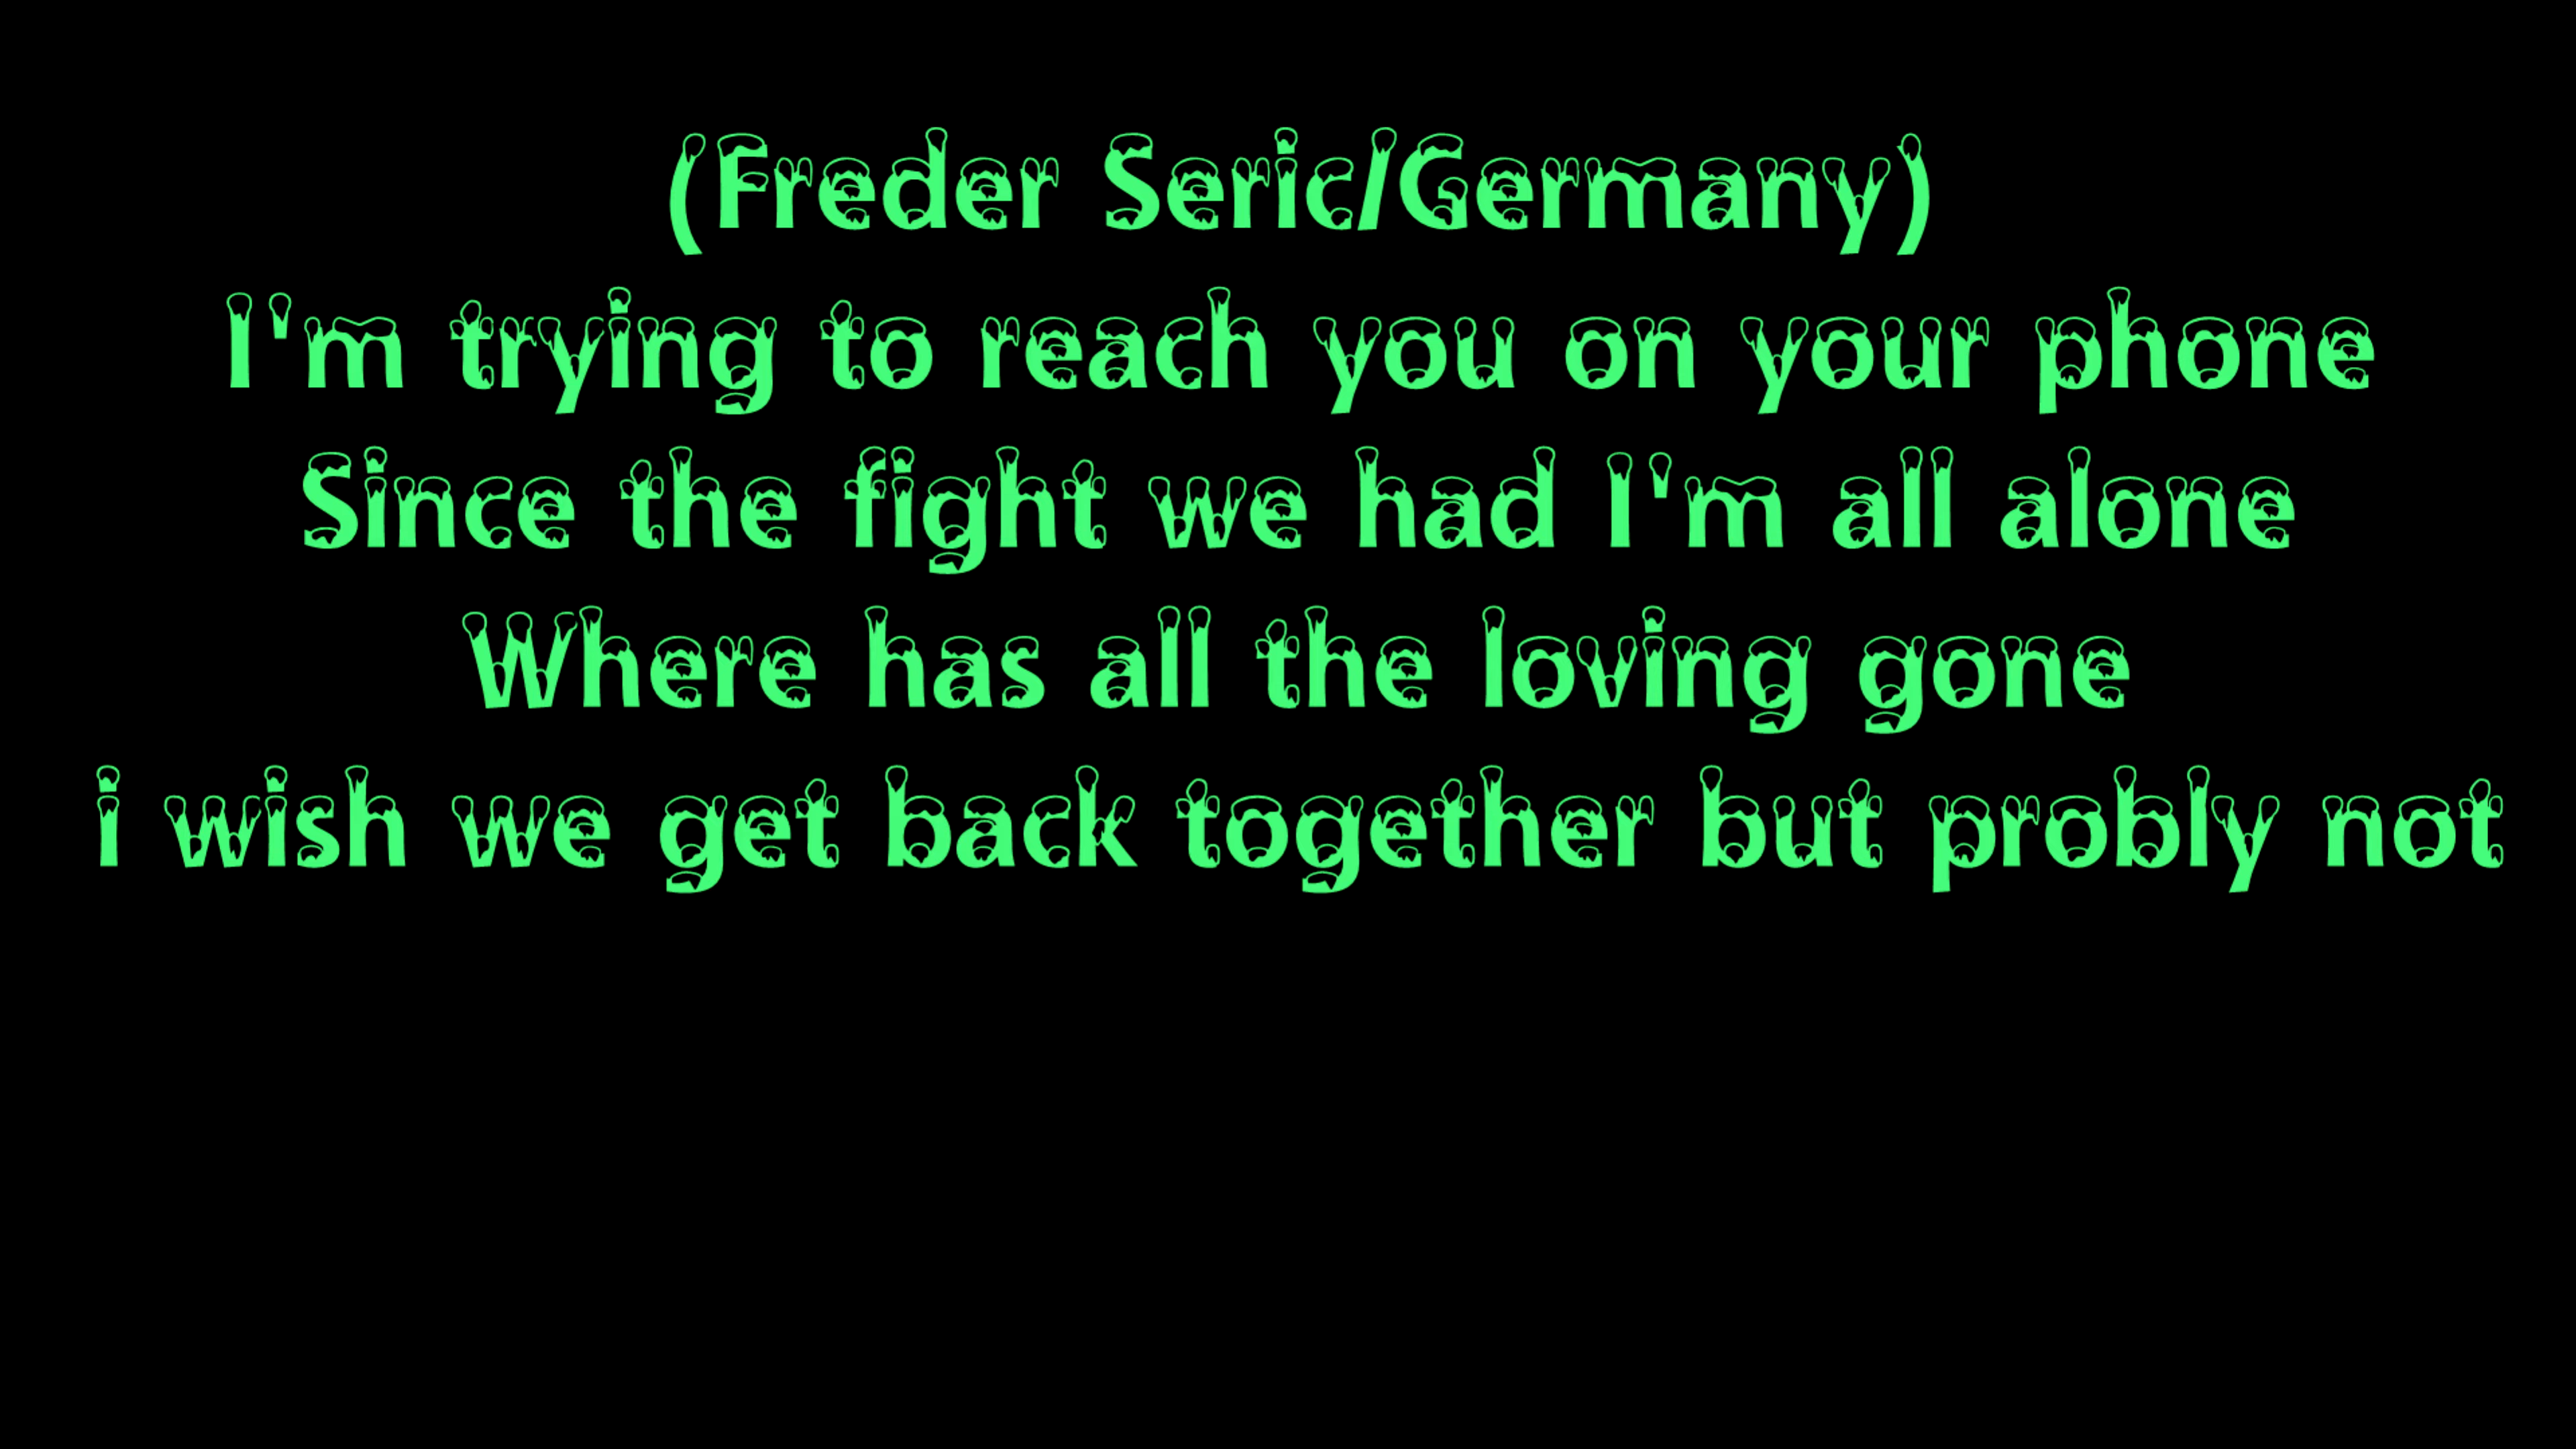 (Freder Seric/Germany)
I'm trying to reach you on your phone
Since the fight we had I'm all alone
Where has all the loving gone
i wish we get back together but probly not